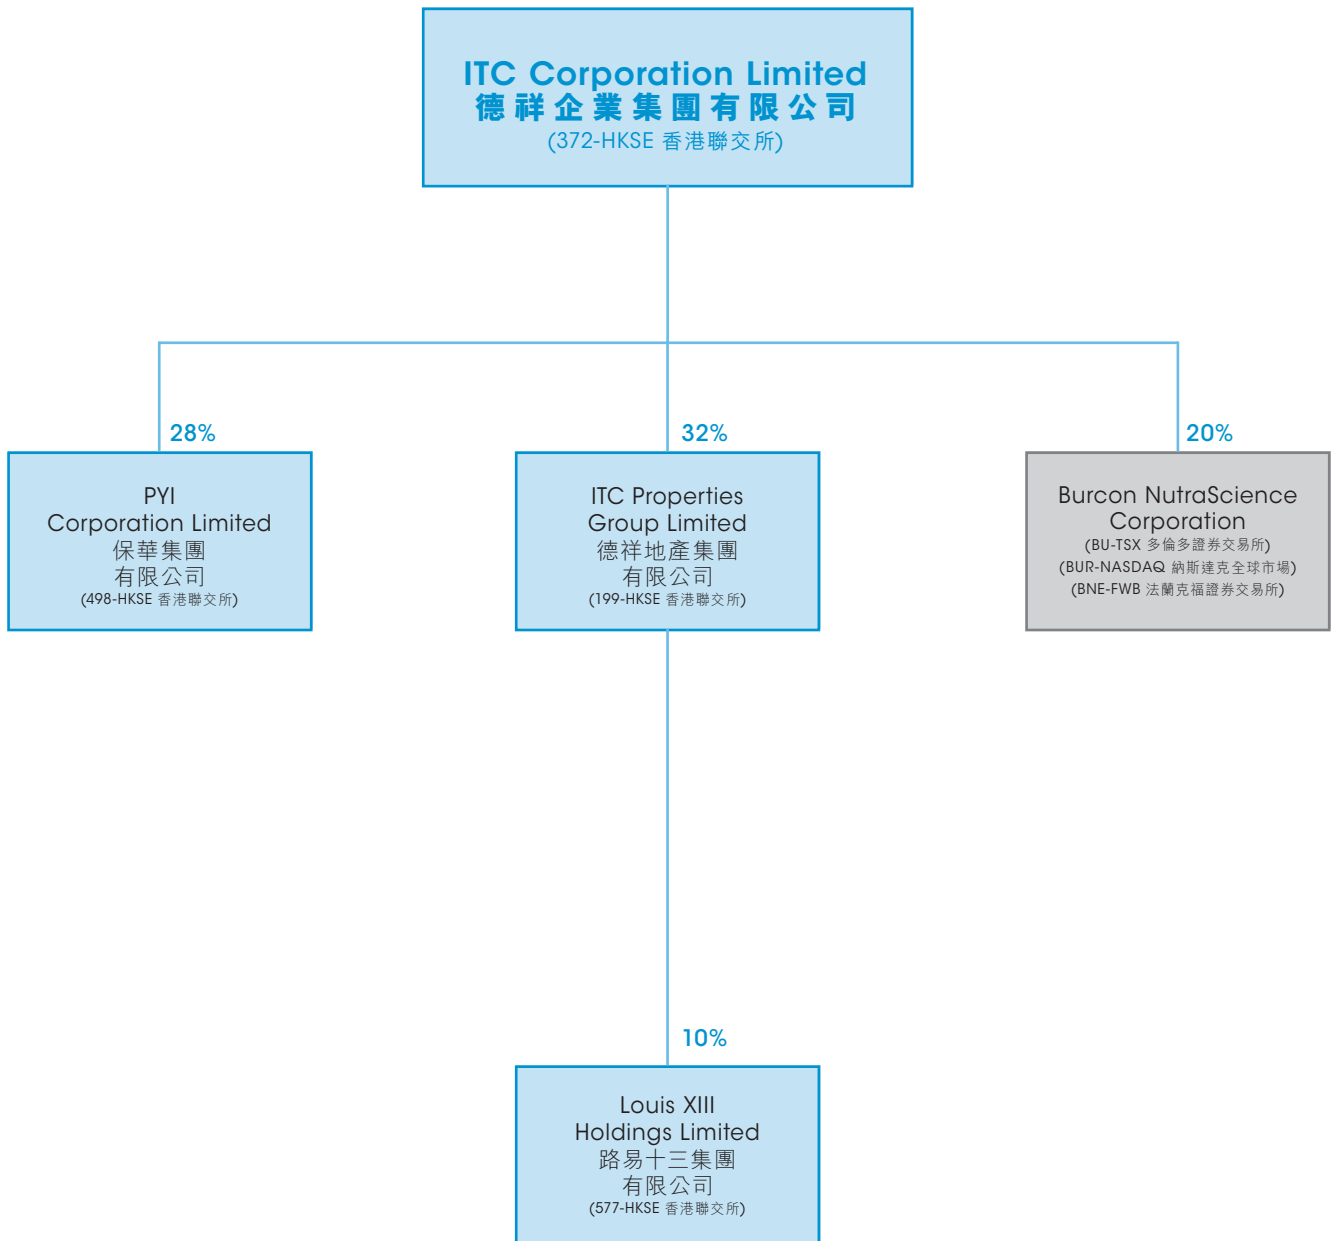 ITC Corporation Limited
德祥企業集團有限公司
(372-HKSE 香港聯交所)
28%
32%
20%
PYI
Corporation Limited
保華集團
有限公司
(498-HKSE 香港聯交所)
ITC Properties
Group Limited
德祥地產集團
有限公司
(199-HKSE 香港聯交所)
Burcon NutraScience
Corporation
(BU-TSX 多倫多證券交易所)
(BUR-NASDAQ 納斯達克全球市場)
(BNE-FWB 法蘭克福證券交易所)
10%
Louis XIII
Holdings Limited
路易十三集團
有限公司
(577-HKSE 香港聯交所)